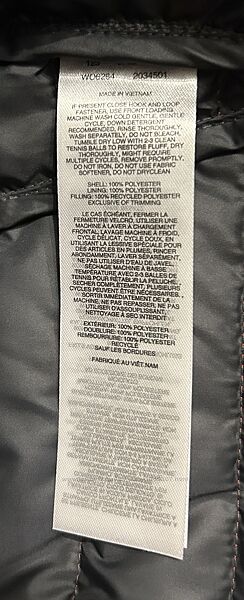 WO6264 2034501
MADE IN VIETNAM
IF PRESENT CLOSE HOOK AND LOOP
FASTENER, USE FRONT LOADING
MACHINE WASH COLD GENTLE, GENTLE
CYCLE, DOWN DETERGENT
RECOMMENDED, RINSE THOROUGHLY,
WASH SEPARATELY, DO NOT BLEACH,
TUMBLE DRY LOW WITH 2-3 CLEAN
TENNIS BALLS TO RESTORE FLUFF, DRY
THOROUGHLY, MIGHT REQUIRE
MULTIPLE CYCLES, REMOVE PROMPTLY,
DO NOT IRON, DO NOT USE FABRIC
SOFTENER, DO NOT DRYCLEAN
SHELL: 100% POLYESTER
LINING: 100% POLYESTER
FILLING: 100% RECYCLED POLYESTER
EXCLUSIVE OF TRIMMING
LE CAS ÉCHÉANT, FERMER LA
FERMETURE VELCRO, UTILISER UNE
MACHINE À LAVER À CHARGEMENT
FRONTAL, LAVAGE MACHINE À FROID,
CYCLE DÉLICAT, CYCLE DOUX, EN
UTILISANT LA LESSIVE SPÉCIALE POUR
DES ARTICLES EN PLUMES, RINCER
ABONDAMMENT, LAVER SÉPARÉMENT,
NE PAS UTILISER D'EAU DE JAVEL,
SÉCHAGE MACHINE À BASSE
TEMPÉRATURE AVEC 2-3 BALLES DE
TENNIS POUR RÉTABLIR LA PELUCHE,
SÉCHER COMPLÈTEMENT, PLUSIEURS
CYCLES PEUVENT ÊTRE NÉCESSAIRES,
SORTIR IMMÉDIATEMENT DE LA
MACHINE, NE PAS REPASSER, NE PAS
UTILISER D'ASSOUPLISSANT,
NETTOYAGE À SEC INTERDIT
EXTÉRIEUR: 100% POLYESTER
DOUBLURE: 100% POLYESTER
REMBOURRURE: 100% POLYESTER
RECYCLÉ
SAUF LES BORDURES
FABRIQUÉ AU VIÊT.NAM